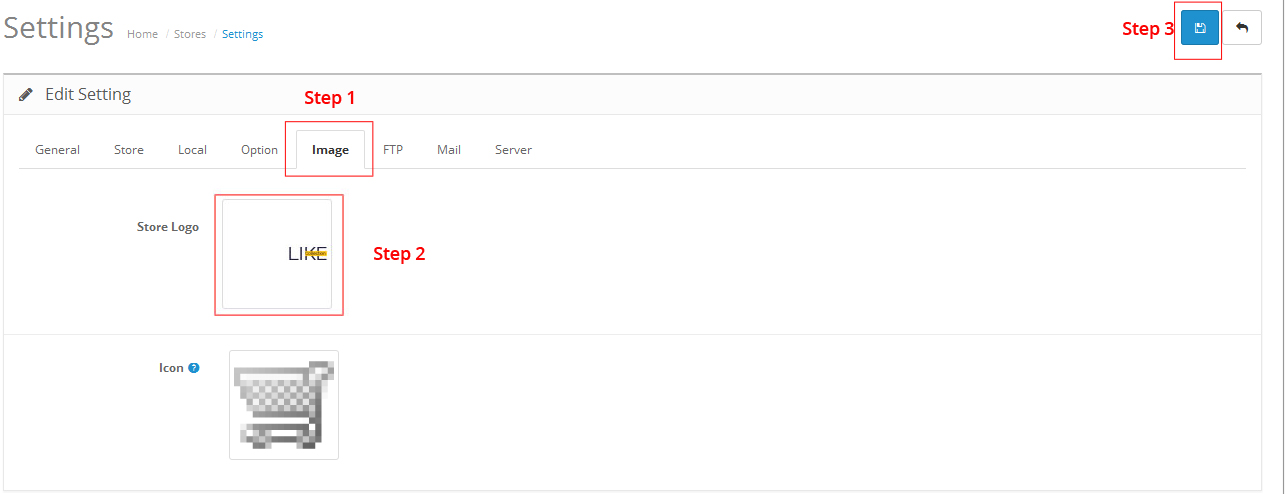 Settings Home / Stores / Settings
Step 3
Edit Setting
Step 1
General Store Local Option Image FTP Mail Server
Store Logo
LIKE
Step 2
Icon ?